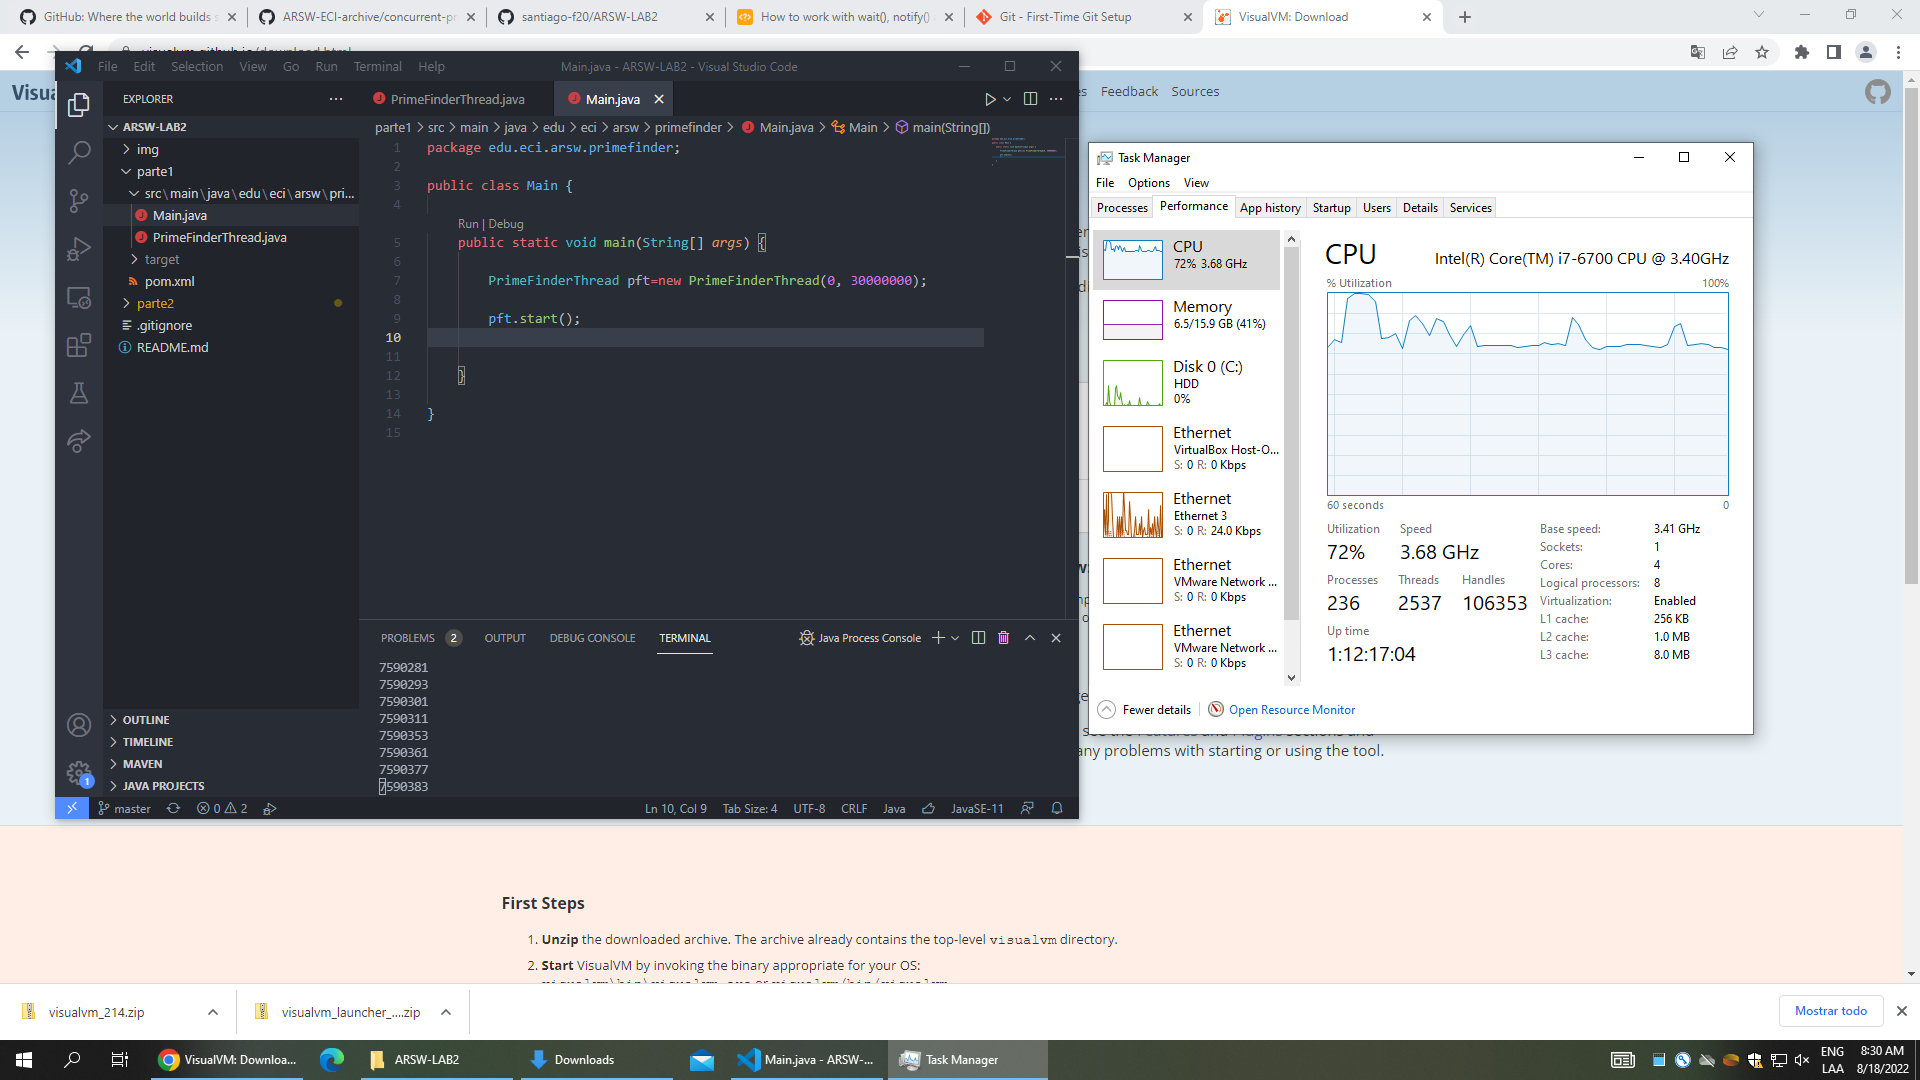 GitHub: Where the world builds s
ARSW-ECI-archive/concurrent-pr
santiago-f20/ARSW-LAB2
How to work with wait(), notify()
Git - First-Time Git Setup
VisualVM: Download
Feedback
Sources
File
Edit
Selection
View
Go
Run
Terminal
Help
Main.java - ARSW-LAB2 - Visual Studio Code
EXPLORER
ARSW-LAB2
img
parte1
src\main\java\edu\eci\arsw\pri...
Main.java
PrimeFinderThread.java
target
pom.xml
parte2
.gitignore
README.md
OUTLINE
TIMELINE
MAVEN
JAVA PROJECTS
PrimeFinderThread.java
Main.java
parte1 > src > main > java > edu > eci > arsw > primefinder > Main.java > Main > main(String[])
1 package edu.eci.arsw.primefinder;
2
3 public class Main {
4
Run | Debug
5 public static void main(String[] args) {
6
7 PrimeFinderThread pft=new PrimeFinderThread(0, 30000000);
8
9 pft.start();
10
11
12 }
13
14 }
15
PROBLEMS 2
OUTPUT
DEBUG CONSOLE
TERMINAL
Java Process Console
7590281
7590293
7590301
7590311
7590353
7590361
7590377
7590383
1
master
0
2
Ln 10, Col 9
Tab Size: 4
UTF-8
CRLF
Java
JavaSE-11
Task Manager
File
Options
View
Processes
Performance
App history
Startup
Users
Details
Services
CPU
72% 3.68 GHz
Memory
6.5/15.9 GB (41%)
Disk 0 (C:)
HDD
0%
Ethernet
VirtualBox Host-O...
S: 0 R: 0 Kbps
Ethernet
Ethernet 3
S: 0 R: 24.0 Kbps
Ethernet
VMware Network ...
S: 0 R: 0 Kbps
Ethernet
VMware Network ...
S: 0 R: 0 Kbps
CPU
Intel(R) Core(TM) i7-6700 CPU @ 3.40GHz
% Utilization
100%
60 seconds
0
Utilization
72%
Speed
3.68 GHz
Processes
236
Threads
2537
Handles
106353
Up time
1:12:17:04
Base speed: 3.41 GHz
Sockets: 1
Cores: 4
Logical processors: 8
Virtualization: Enabled
L1 cache: 256 KB
L2 cache: 1.0 MB
L3 cache: 8.0 MB
Fewer details
Open Resource Monitor
any problems with starting or using the tool.
First Steps
1. Unzip the downloaded archive. The archive already contains the top-level visualvm directory.
2. Start VisualVM by invoking the binary appropriate for your OS:
visualvm_214.zip
visualvm_launcher_....zip
Mostrar todo
VisualVM: Downloa...
ARSW-LAB2
Downloads
Main.java - ARSW-...
Task Manager
ENG
LAA
8:30 AM
8/18/2022